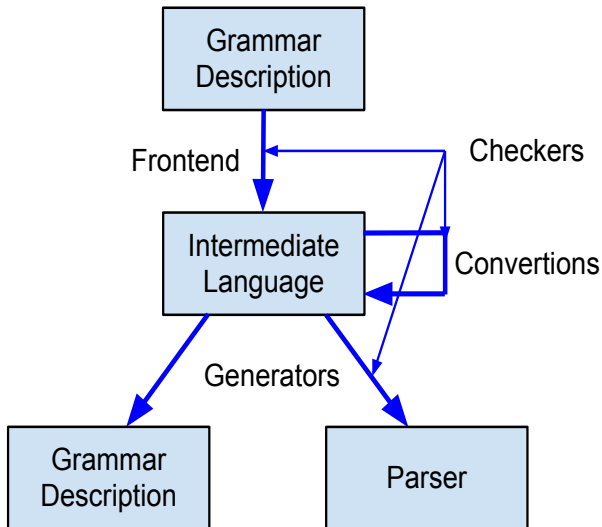 Grammar
Description
Frontend
Checkers
Intermediate
Language
Convertions
Generators
Grammar
Description
Parser